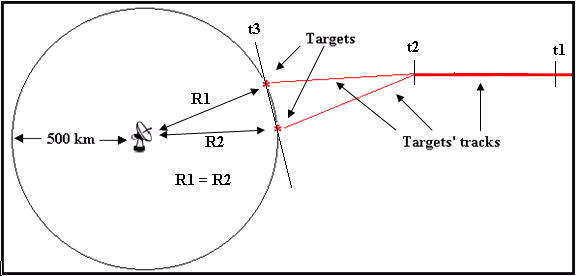 t3
Targets
t2
t1
R1
500 km
R2
Targets' tracks
R1 = R2